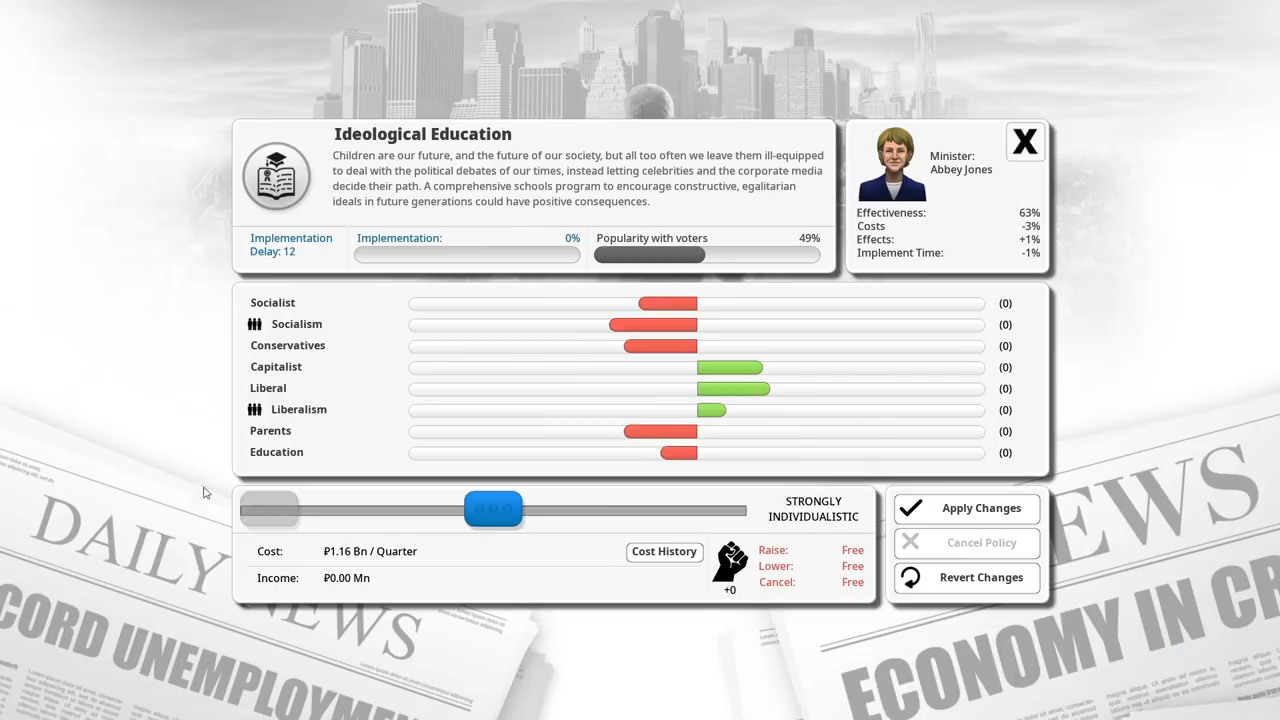 Ideological Education
Children are our future, and the future of our society, but all too often we leave them ill-equipped
to deal with the political debates of our times, instead letting celebrities and the corporate media
decide their path. A comprehensive schools program to encourage constructive, egalitarian
ideals in future generations could have positive consequences.
Implementation
Delay: 12
Implementation: 0%
Popularity with voters 49%
Minister:
Abbey Jones
X
Effectiveness: 63%
Costs -3%
Effects: +1%
Implement Time: -1%
Socialist (0)
Socialism (0)
Conservatives (0)
Capitalist (0)
Liberal (0)
Liberalism (0)
Parents (0)
Education (0)
STRONGLY
INDIVIDUALISTIC
Cost: ₽1.16 Bn / Quarter
Cost History
Income: ₽0.00 Mn
+0
Raise: Free
Lower: Free
Cancel: Free
Apply Changes
Cancel Policy
Revert Changes
DAILY NEWS
CORD UNEMPLOYME
EWS
ECONOMY IN CR